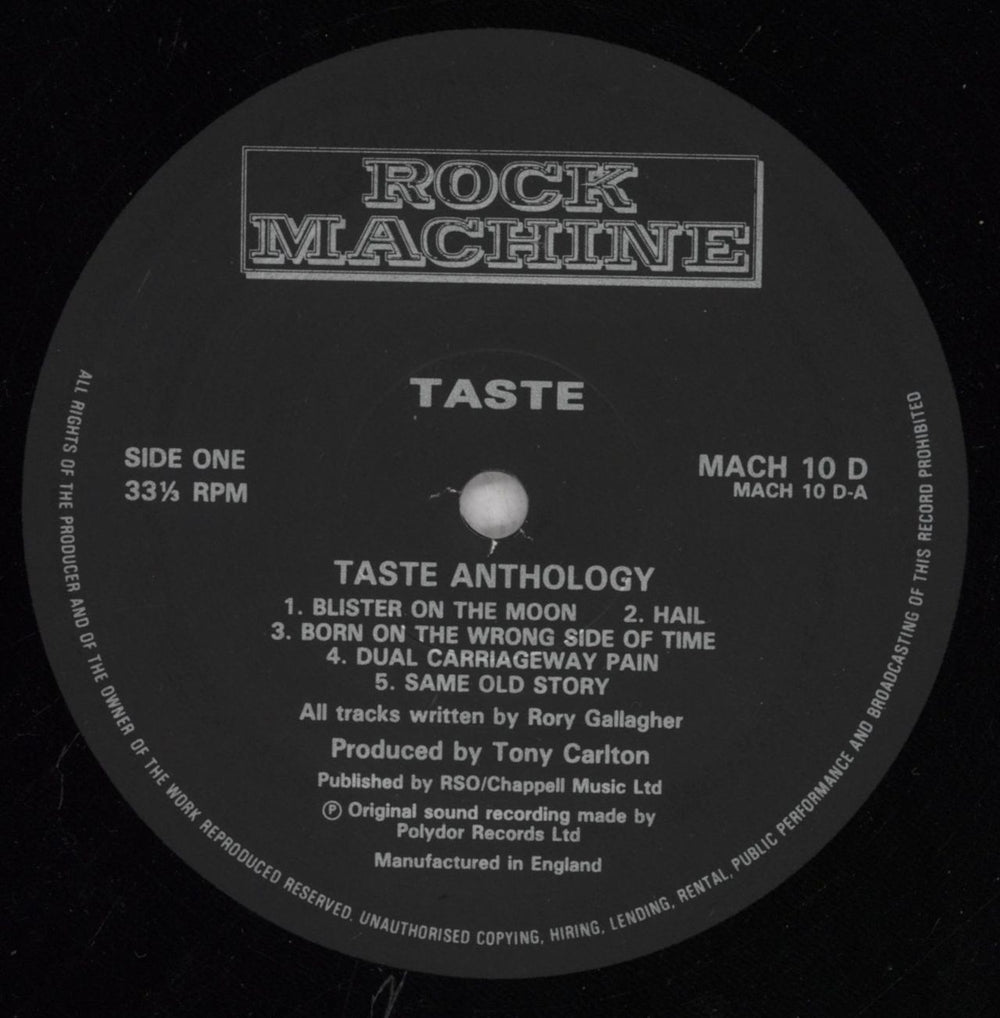 ROCK
MACHINE
TASTE
SIDE ONE
33⅓ RPM
MACH 10 D
MACH 10 D-A
TASTE ANTHOLOGY
1. BLISTER ON THE MOON 2. HAIL
3. BORN ON THE WRONG SIDE OF TIME
4. DUAL CARRIAGEWAY PAIN
5. SAME OLD STORY
All tracks written by Rory Gallagher
Produced by Tony Carlton
Published by RSO/Chappell Music Ltd
Ⓟ Original sound recording made by
Polydor Records Ltd
Manufactured in England
ALL RIGHTS OF THE PRODUCER AND OF THE OWNER OF THE WORK REPRODUCED RESERVED. UNAUTHORISED COPYING, HIRING, LENDING, RENTAL, PUBLIC PERFORMANCE AND BROADCASTING OF THIS RECORD PROHIBITED